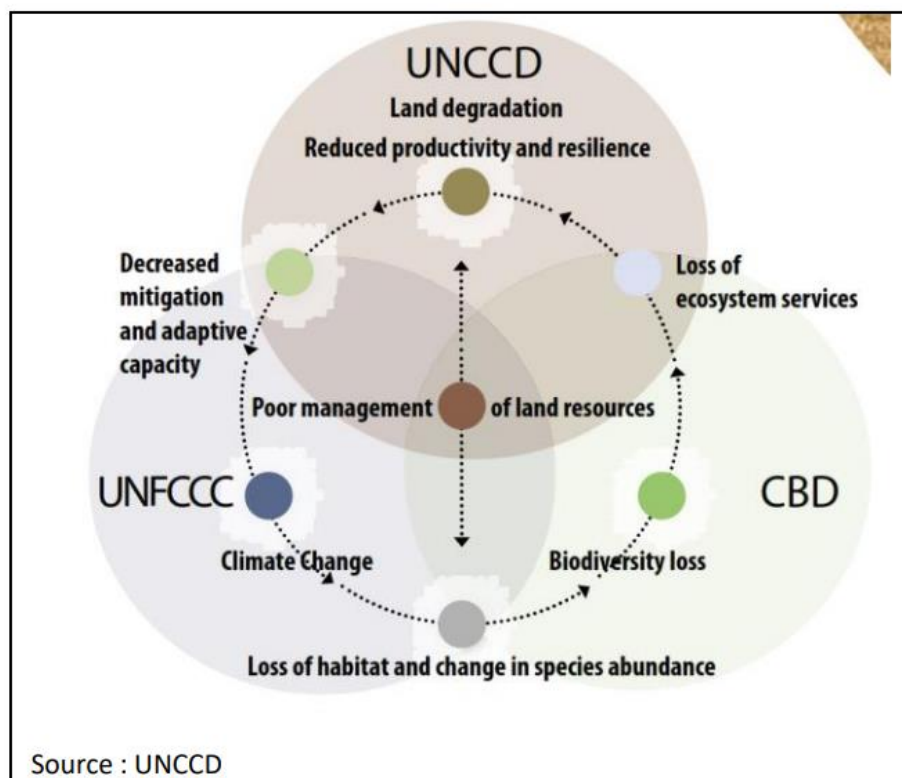 UNCCD
Land degradation
Reduced productivity and resilience
Decreased
mitigation
and adaptive
capacity
Loss of
ecosystem services
Poor management of land resources
UNFCCC
CBD
Climate Change
Biodiversity loss
Loss of habitat and change in species abundance
Source : UNCCD